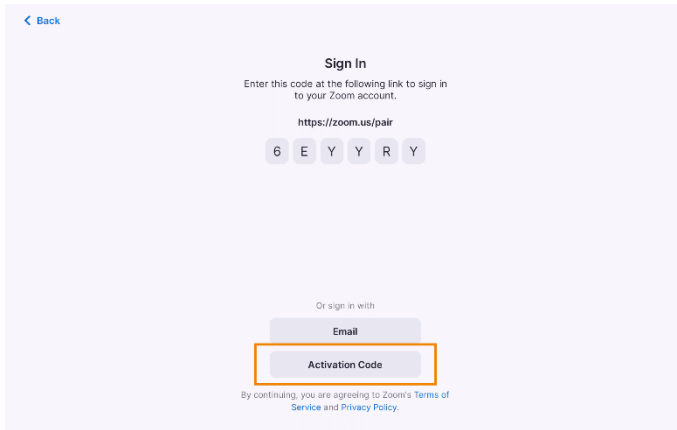 Back
Sign In
Enter this code at the following link to sign in
to your Zoom account.
https://zoom.us/pair
6 E Y Y R Y
Or sign in with
Email
Activation Code
By continuing, you are agreeing to Zoom's Terms of
Service and Privacy Policy.